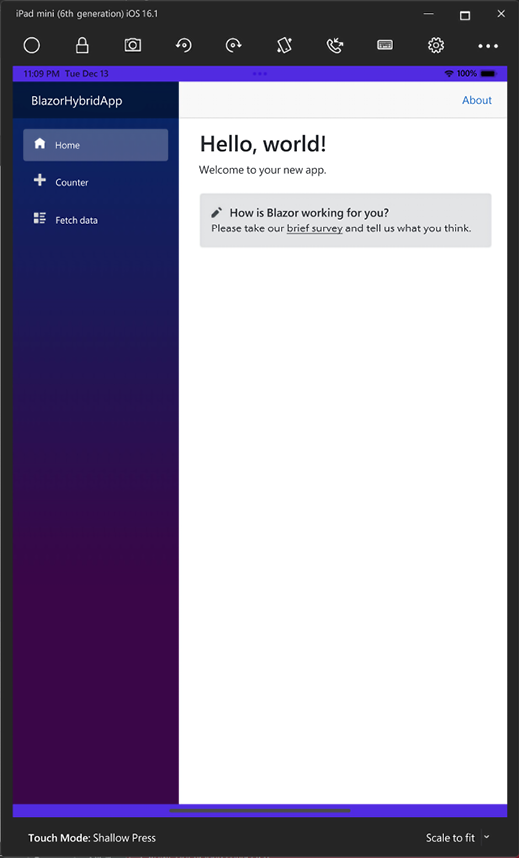 iPad mini (6th generation) iOS 16.1
11:09 PM Tue Dec 13
100%
BlazorHybridApp
About
Home
Counter
Fetch data
Hello, world!
Welcome to your new app.
How is Blazor working for you?
Please take our brief survey and tell us what you think.
Touch Mode: Shallow Press
Scale to fit